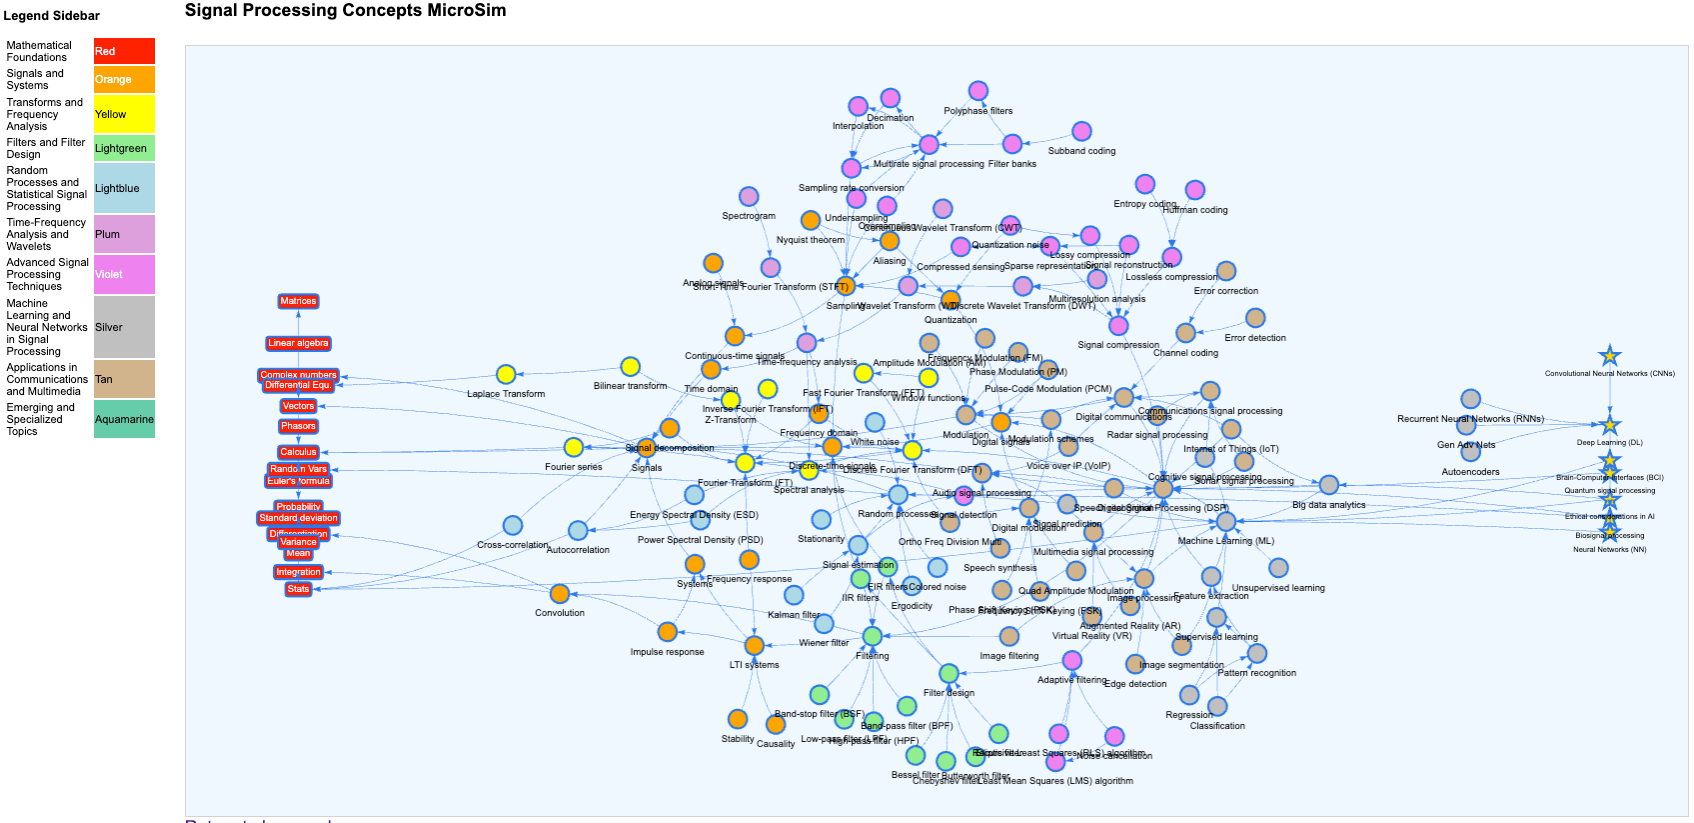 Signal Processing Concepts MicroSim
Legend Sidebar
Mathematical
Foundations
Red
Signals and
Systems
Orange
Transforms and
Frequency
Analysis
Yellow
Filters and Filter
Design
Lightgreen
Random
Processes and
Statistical Signal
Processing
Lightblue
Time-Frequency
Analysis and
Wavelets
Plum
Advanced Signal
Processing
Techniques
Violet
Machine
Learning and
Neural Networks
in Signal
Processing
Silver
Applications in
Communications
and Multimedia
Tan
Emerging and
Specialized
Topics
Aquamarine
Matrices
Linear algebra
Complex numbers
Differential Equ.
Vectors
Phasors
Calculus
Random Vars
Euler's formula
Probability
Standard deviation
Differentiation
Variance
Mean
Integration
Stats
Polyphase filters
Decimation
Interpolation
Multirate signal processing
Filter banks
Subband coding
Sampling rate conversion
Spectrogram
Undersampling
Continuous Wavelet Transform (CWT)
Entropy coding
Huffman coding
Nyquist theorem
Quantization noise
Lossy compression
Aliasing
Compressed sensing
Sparse representation
Signal reconstruction
Lossless compression
Analog signals
Short-Time Fourier Transform (STFT)
Error correction
Sampling
Wavelet Transform (WT)
Discrete Wavelet Transform (DWT)
Multiresolution analysis
Quantization
Signal compression
Channel coding
Error detection
Continuous-time signals
Time-frequency analysis
Amplitude Modulation (AM)
Frequency Modulation (FM)
Phase Modulation (PM)
Laplace Transform
Bilinear transform
Time domain
Fast Fourier Transform (FFT)
Window functions
Pulse-Code Modulation (PCM)
Inverse Fourier Transform (IFT)
Z-Transform
Digital communications
Communications signal processing
Frequency domain
White noise
Modulation
Digital signals
Modulation schemes
Radar signal processing
Internet of Things (IoT)
Signal decomposition
Fourier series
Signals
Discrete-time signals
Discrete Fourier Transform (DFT)
Voice over IP (VoIP)
Cognitive signal processing
Sonar signal processing
Fourier Transform (FT)
Spectral analysis
Audio signal processing
Speech recognition
Digital Signal Processing (DSP)
Big data analytics
Energy Spectral Density (ESD)
Random processes
Signal detection
Digital modulation
Signal prediction
Cross-correlation
Autocorrelation
Power Spectral Density (PSD)
Stationarity
Ortho Freq Division Multi
Multimedia signal processing
Machine Learning (ML)
Signal estimation
Speech synthesis
Systems
Frequency response
IIR filters
FIR filters
Colored noise
Quad Amplitude Modulation
Image processing
Feature extraction
Unsupervised learning
Convolution
Kalman filter
Ergodicity
Phase Shift Keying (PSK)
Frequency Shift Keying (FSK)
Augmented Reality (AR)
Virtual Reality (VR)
Supervised learning
Impulse response
LTI systems
Wiener filter
Filtering
Image filtering
Image segmentation
Pattern recognition
Adaptive filtering
Edge detection
Filter design
Regression
Classification
Stability
Causality
Band-stop filter (BSF)
Low-pass filter (LPF)
High-pass filter (HPF)
Band-pass filter (BPF)
Bessel filter
Chebyshev filter
Butterworth filter
Elliptic filter
Recursive Least Squares (RLS) algorithm
Noise cancellation
Least Mean Squares (LMS) algorithm
Convolutional Neural Networks (CNNs)
Recurrent Neural Networks (RNNs)
Gen Adv Nets
Autoencoders
Deep Learning (DL)
Brain-Computer Interfaces (BCI)
Quantum signal processing
Ethical considerations in AI
Biosignal processing
Neural Networks (NN)